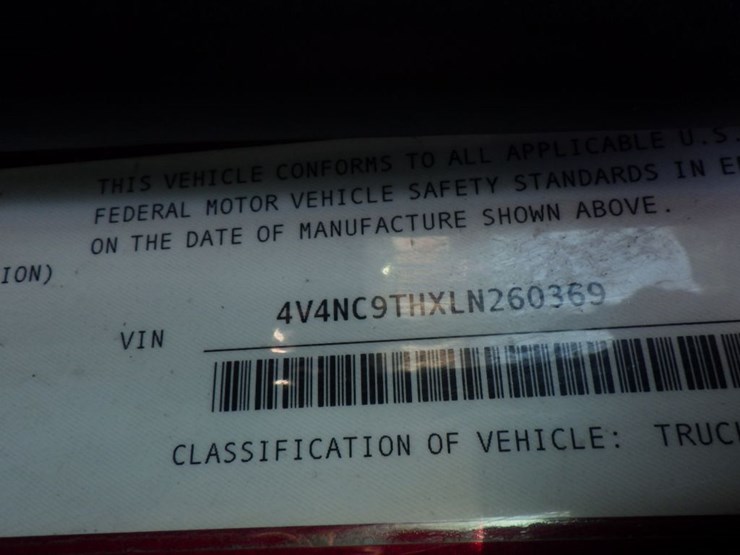 THIS VEHICLE CONFORMS TO ALL APPLICABLE U.S.
FEDERAL MOTOR VEHICLE SAFETY STANDARDS IN
ON THE DATE OF MANUFACTURE SHOWN ABOVE.
ION)
VIN 4V4NC9THXLN260369
CLASSIFICATION OF VEHICLE: TRUC